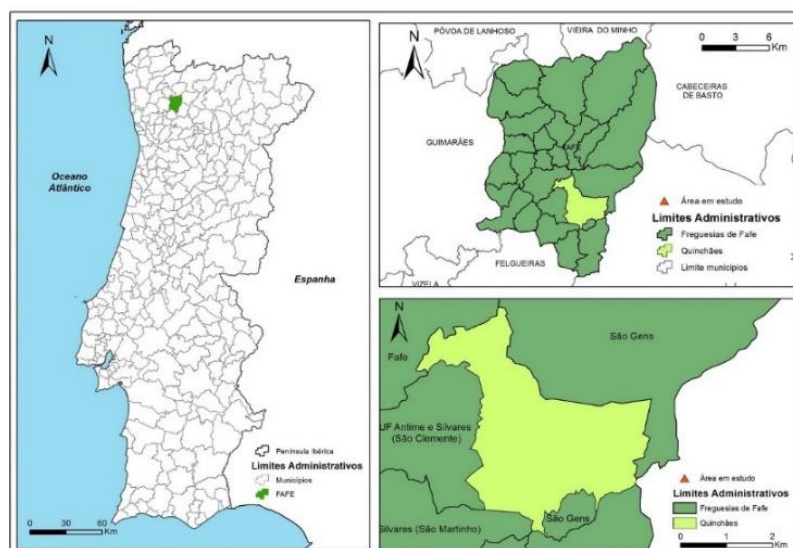 N
Oceano
Atlântico
Espanha
Península Ibérica
Limites Administrativos
Municípios
FAFE
0 30 60
Km
N
PÓVOA DE LANHOSO
VIEIRA DO MINHO
0 3 6
Km
CABECEIRAS
DE BASTO
GUIMARÃES
FAFE
Área em estudo
Limites Administrativos
Freguesias de Fafe
Quinchães
Limite municípios
FELGUEIRAS
VIZELA
N
Fafe
São Gens
UF Antime e Silvares
(São Clemente)
Área em estudo
Limites Administrativos
Freguesias de Fafe
Quinchães
São Gens
Silvares (São Martinho)
0 1 2
Km